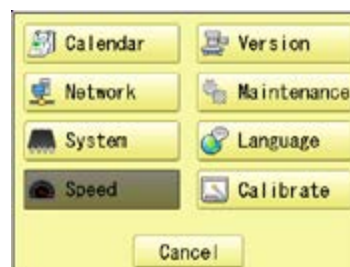 Calendar
Version
Network
Maintenance
System
Language
Speed
Calibrate
Cancel